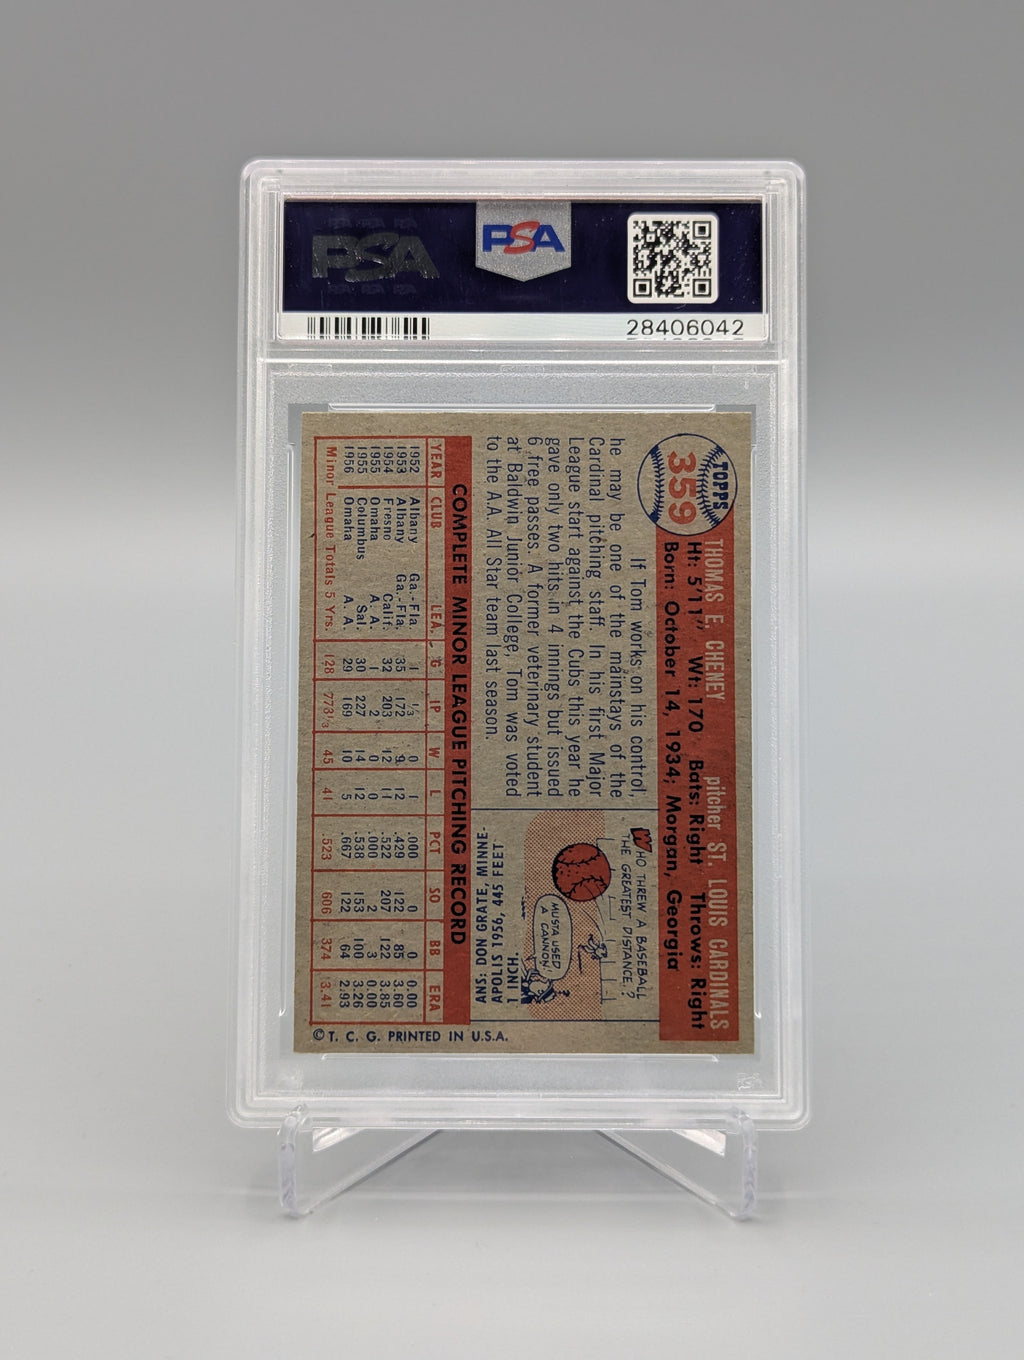 PSA
PSA
28406042
TOPPS
359
THOMAS E. CHENEY pitcher ST. LOUIS CARDINALS
Ht: 5'11" Wt: 170 Bats: Right Throws: Right
Born: October 14, 1934; Morgan, Georgia
If Tom works on his control,
he may be one of the mainstays of the
Cardinal pitching staff. In his first Major
League start against the Cubs this year he
gave only two hits in 4 innings but issued
6 free passes. A former veterinary student
at Baldwin Junior College, Tom was voted
to the A.A. All Star team last season.
WHO THREW A BASEBALL
THE GREATEST DISTANCE?
MUSTA USED
A CANNON!
ANS: DON GRATE, MINNE-
APOLIS 1956, 445 FEET
1 INCH.
COMPLETE MINOR LEAGUE PITCHING RECORD
YEAR CLUB LEA. G IP W L PCT SO BB ERA
1952 Albany Ga.-Fla. 1 1/3 0 1 .000 0 0 0.00
1953 Albany Ga.-Fla. 35 172 9 12 .429 122 85 3.60
1954 Fresno Calif. 32 203 12 11 .522 207 122 3.85
1955 Omaha A. A. 1 2 0 0 .000 2 3 0.00
1955 Columbus Sal. 30 227 14 12 .538 153 100 3.26
1956 Omaha A. A. 29 169 10 5 .667 122 64 2.93
Minor League Totals 5 Yrs. 128 773 1/3 45 41 .523 606 374 3.41
© T. C. G. PRINTED IN U.S.A.